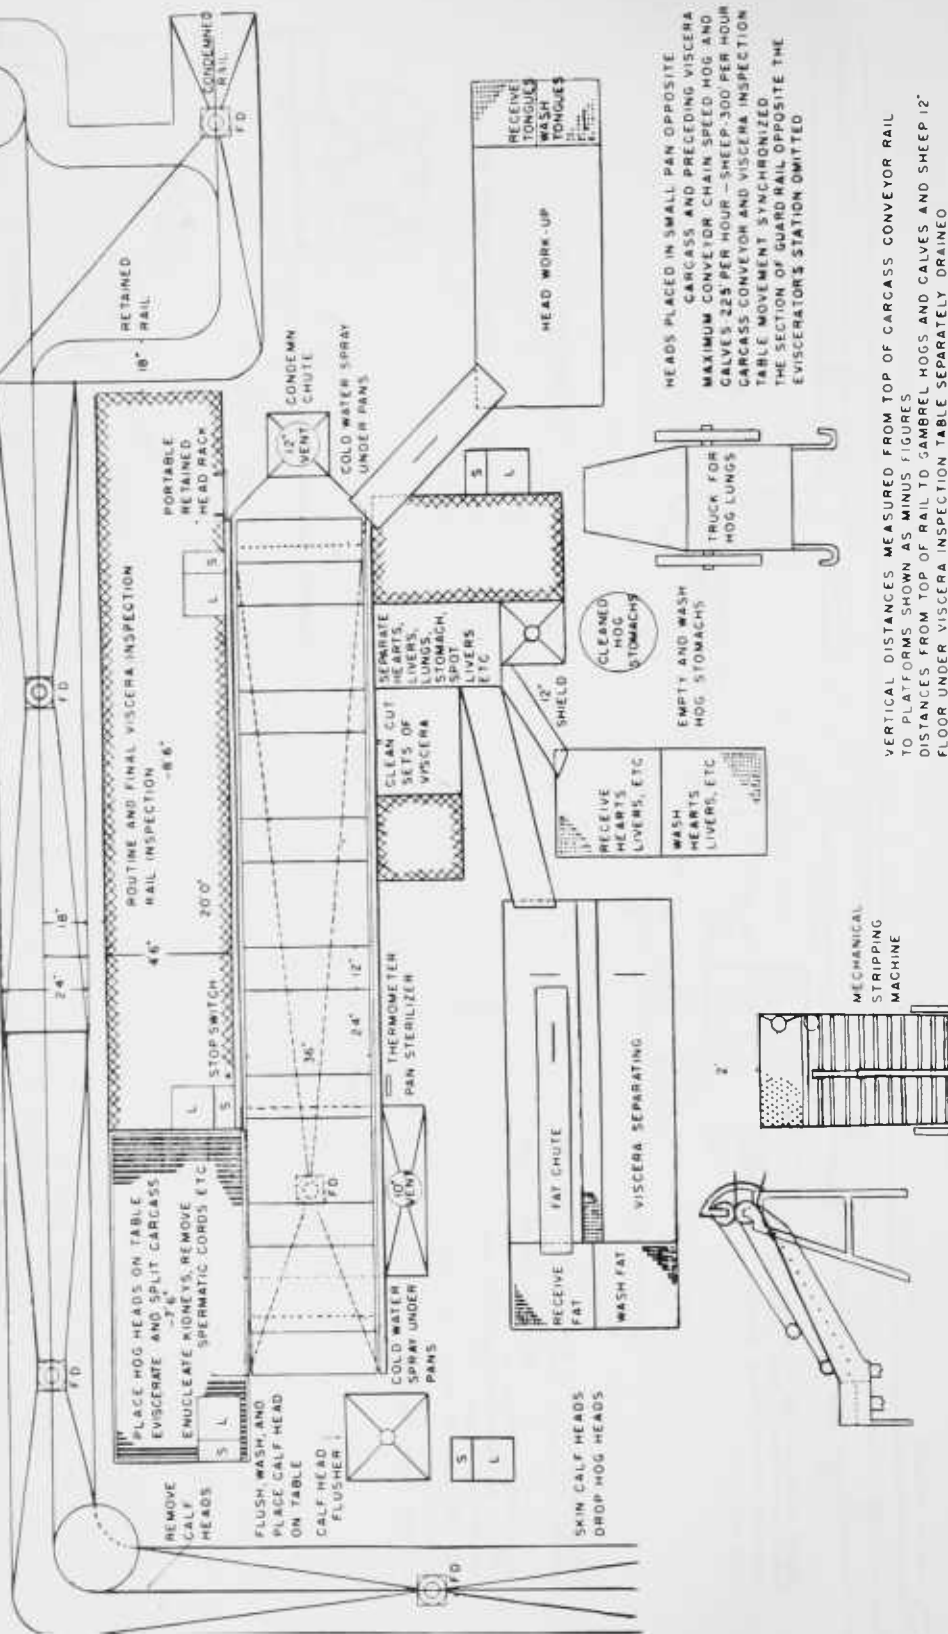 CONDEMNED
RAIL
FD
18" - RETAINED
RAIL
RECEIVE
TONGUES
WASH
TONGUES
HEAD WORK-UP
HEADS PLACED IN SMALL PAN OPPOSITE
CARCASS AND PRECEDING VISCERA
MAXIMUM CONVEYOR CHAIN SPEED HOG AND
CALVES 225 PER HOUR - SHEEP 300 PER HOUR
CARCASS CONVEYOR AND VISCERA INSPECTION
TABLE MOVEMENT SYNCHRONIZED
THE SECTION OF GUARD RAIL OPPOSITE THE
EVISCERATORS STATION OMITTED
PORTABLE
RETAINED
HEAD RACK
12"
VENT
CONDEMN
CHUTE
COLD WATER SPRAY
UNDER PANS
S
L
TRUCK FOR
HOG LUNGS
ROUTINE AND FINAL VISCERA INSPECTION
RAIL INSPECTION
-8'6"
20'0"
4'6"
L
S
FD
18"
24"
SEPARATE
HEARTS,
LIVERS,
LUNGS,
STOMACH,
SPOT
LIVERS
ETC
CLEAN CUT
SETS OF
VISCERA
12"
SHIELD
CLEANED
HOG
STOMACHS
EMPTY AND WASH
HOG STOMACHS
RECEIVE
HEARTS
LIVERS, ETC
WASH
HEARTS
LIVERS, ETC
VERTICAL DISTANCES MEASURED FROM TOP OF CARCASS CONVEYOR RAIL
TO PLATFORMS SHOWN AS MINUS FIGURES
DISTANCES FROM TOP OF RAIL TO GAMBREL HOGS AND CALVES AND SHEEP 12"
FLOOR UNDER VISCERA INSPECTION TABLE SEPARATELY DRAINED
STOP SWITCH
L
S
36"
24"
12"
THERMOMETER
PAN STERILIZER
10"
VENT
FD
FAT CHUTE
VISCERA SEPARATING
RECEIVE
FAT
WASH FAT
2'
MECHANICAL
STRIPPING
MACHINE
PLACE HOG HEADS ON TABLE
EVISCERATE AND SPLIT CARCASS
-7'6"
ENUCLEATE KIDNEYS, REMOVE
SPERMATIC CORDS ETC
S
L
FD
COLD WATER
SPRAY UNDER
PANS
REMOVE
CALF
HEADS
FLUSH, WASH, AND
PLACE CALF HEAD
ON TABLE
CALF HEAD
FLUSHER
S
L
SKIN CALF HEADS
DROP HOG HEADS
FD